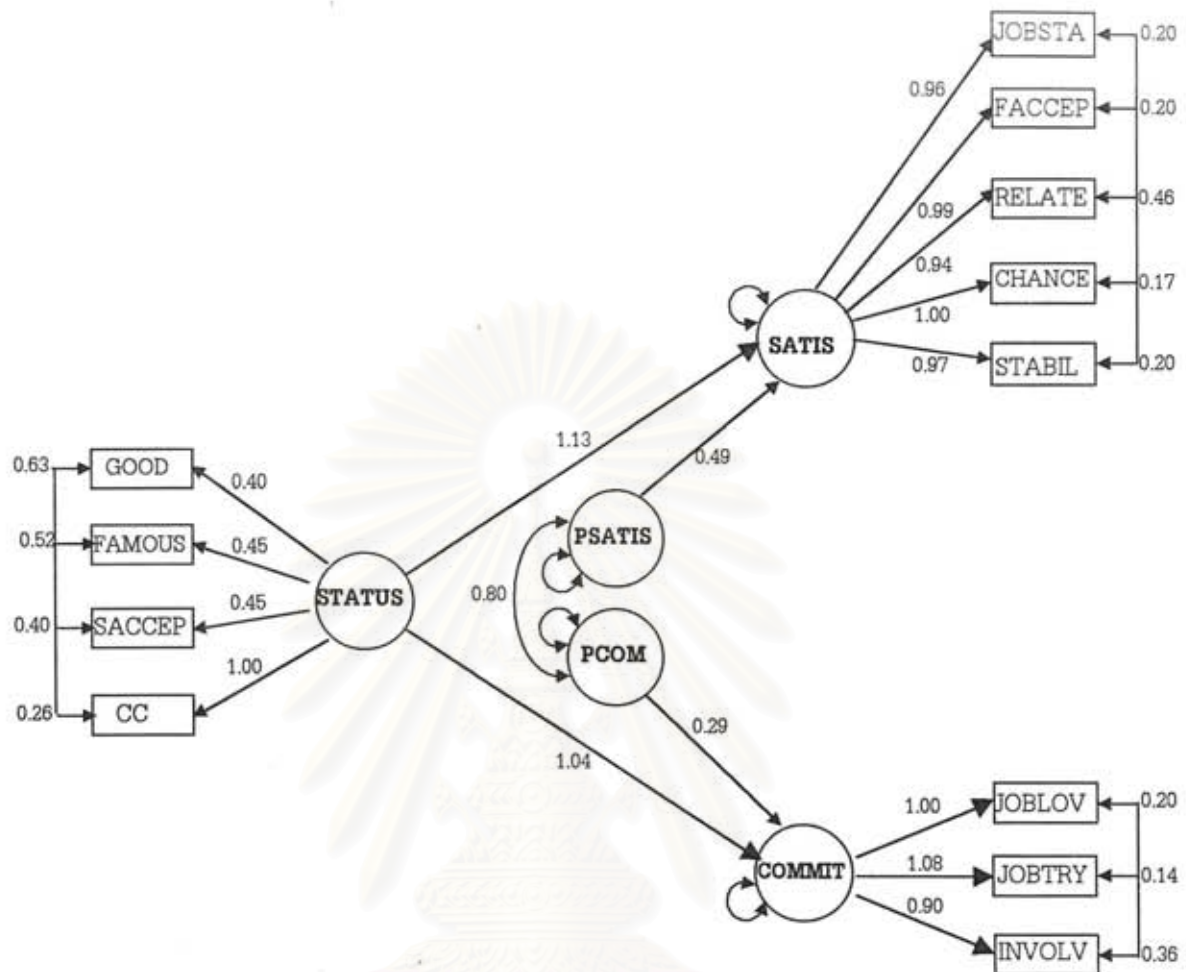 JOBSTA 0.20
0.96
FACCEP 0.20
RELATE 0.46
0.99
0.94
CHANCE 0.17
1.00
SATIS
STABIL 0.20
0.97
1.13
0.49
0.63 GOOD
0.40
PSATIS
0.52 FAMOUS
0.45
STATUS
0.80
0.45
0.40 SACCEP
PCOM
1.00
0.26 CC
0.29
1.04
JOBLOV 0.20
1.00
COMMIT
1.08
JOBTRY 0.14
0.90
INVOLV 0.36